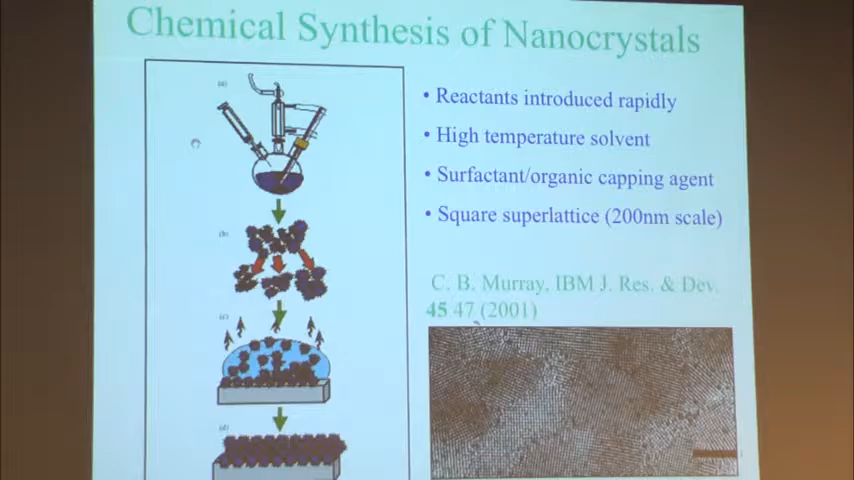 Chemical Synthesis of Nanocrystals
(a)
• Reactants introduced rapidly
• High temperature solvent
• Surfactant/organic capping agent
• Square superlattice (200nm scale)
(b)
C. B. Murray, IBM J. Res. & Dev.
45 47 (2001)
(c)
(d)